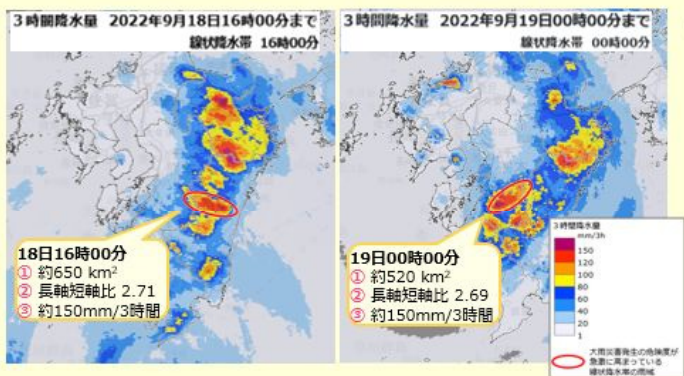 3時間降水量 2022年9月18日16時00分まで
線状降水帯 16時00分
18日16時00分
① 約650 km²
② 長軸短軸比 2.71
③ 約150mm/3時間
3時間降水量 2022年9月19日00時00分まで
線状降水帯 00時00分
19日00時00分
① 約520 km²
② 長軸短軸比 2.69
③ 約150mm/3時間
3時間降水量
mm/3h
150
120
100
80
60
40
20
1
大雨災害発生の危険度が
急激に高まっている
線状降水帯の雨域